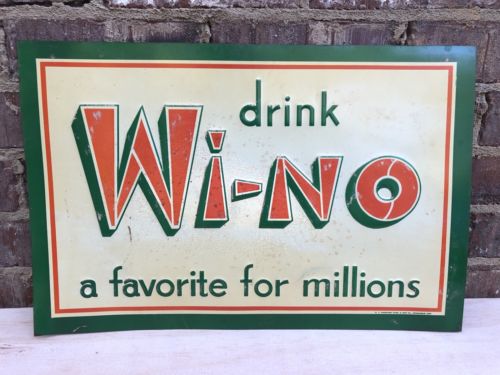 drink
Wi-NO
a favorite for millions